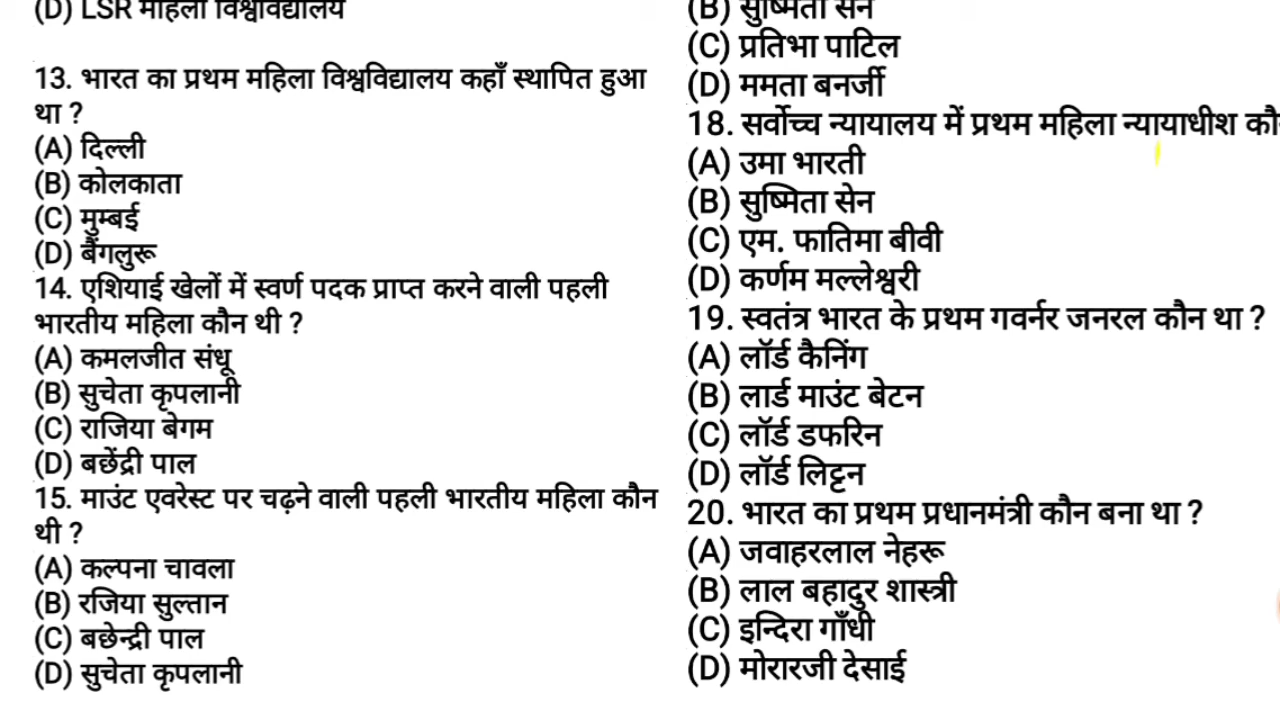 (D) LSR महिला विश्वविद्यालय
13. भारत का प्रथम महिला विश्वविद्यालय कहाँ स्थापित हुआ
था ?
(A) दिल्ली
(B) कोलकाता
(C) मुम्बई
(D) बैंगलुरू
14. एशियाई खेलों में स्वर्ण पदक प्राप्त करने वाली पहली
भारतीय महिला कौन थी ?
(A) कमलजीत संधू
(B) सुचेता कृपलानी
(C) राजिया बेगम
(D) बछेंद्री पाल
15. माउंट एवरेस्ट पर चढ़ने वाली पहली भारतीय महिला कौन
थी ?
(A) कल्पना चावला
(B) रजिया सुल्तान
(C) बछेन्द्री पाल
(D) सुचेता कृपलानी
(B) सुष्मिता सेन
(C) प्रतिभा पाटिल
(D) ममता बनर्जी
18. सर्वोच्च न्यायालय में प्रथम महिला न्यायाधीश
(A) उमा भारती
(B) सुष्मिता सेन
(C) एम. फातिमा बीवी
(D) कर्णम मल्लेश्वरी
19. स्वतंत्र भारत के प्रथम गवर्नर जनरल कौन था ?
(A) लॉर्ड कैनिंग
(B) लार्ड माउंट बेटन
(C) लॉर्ड डफरिन
(D) लॉर्ड लिट्टन
20. भारत का प्रथम प्रधानमंत्री कौन बना था ?
(A) जवाहरलाल नेहरू
(B) लाल बहादुर शास्त्री
(C) इन्दिरा गाँधी
(D) मोरारजी देसाई